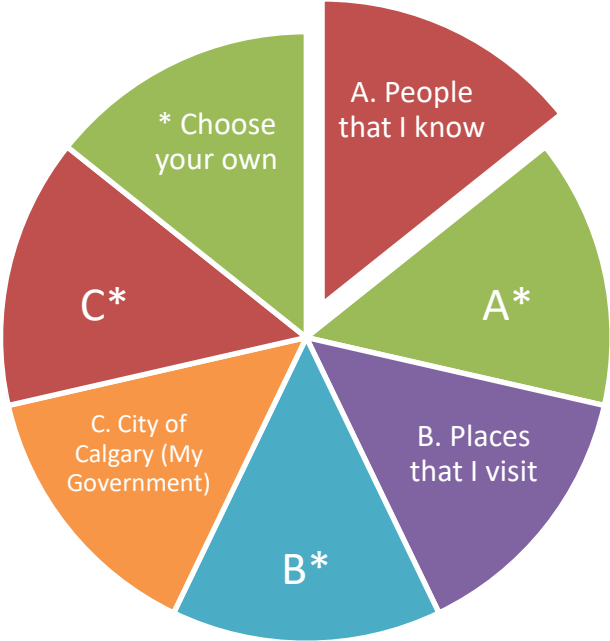 A. People
that I know
A*
B. Places
that I visit
B*
C. City of
Calgary (My
Government)
C*
* Choose
your own